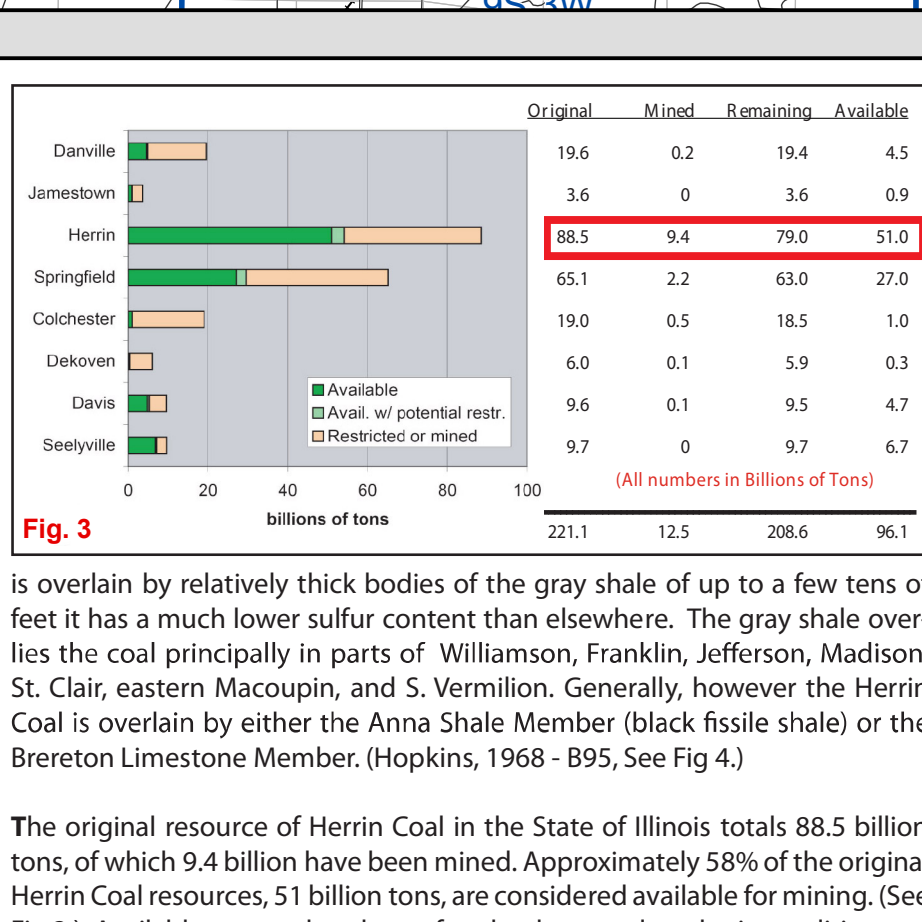 9S 3W
Original Mined Remaining Available
Danville 19.6 0.2 19.4 4.5
Jamestown 3.6 0 3.6 0.9
Herrin 88.5 9.4 79.0 51.0
Springfield 65.1 2.2 63.0 27.0
Colchester 19.0 0.5 18.5 1.0
Dekoven 6.0 0.1 5.9 0.3
Davis 9.6 0.1 9.5 4.7
Seelyville 9.7 0 9.7 6.7
Available
Avail. w/ potential restr.
Restricted or mined
0 20 40 60 80 100
(All numbers in Billions of Tons)
billions of tons
Fig. 3 221.1 12.5 208.6 96.1
is overlain by relatively thick bodies of the gray shale of up to a few tens of
feet it has a much lower sulfur content than elsewhere. The gray shale over-
lies the coal principally in parts of Williamson, Franklin, Jefferson, Madison
St. Clair, eastern Macoupin, and S. Vermilion. Generally, however the Herrin
Coal is overlain by either the Anna Shale Member (black fissile shale) or the
Brereton Limestone Member. (Hopkins, 1968 - B95, See Fig 4.)
The original resource of Herrin Coal in the State of Illinois totals 88.5 billion
tons, of which 9.4 billion have been mined. Approximately 58% of the original
Herrin Coal resources, 51 billion tons, are considered available for mining. (See